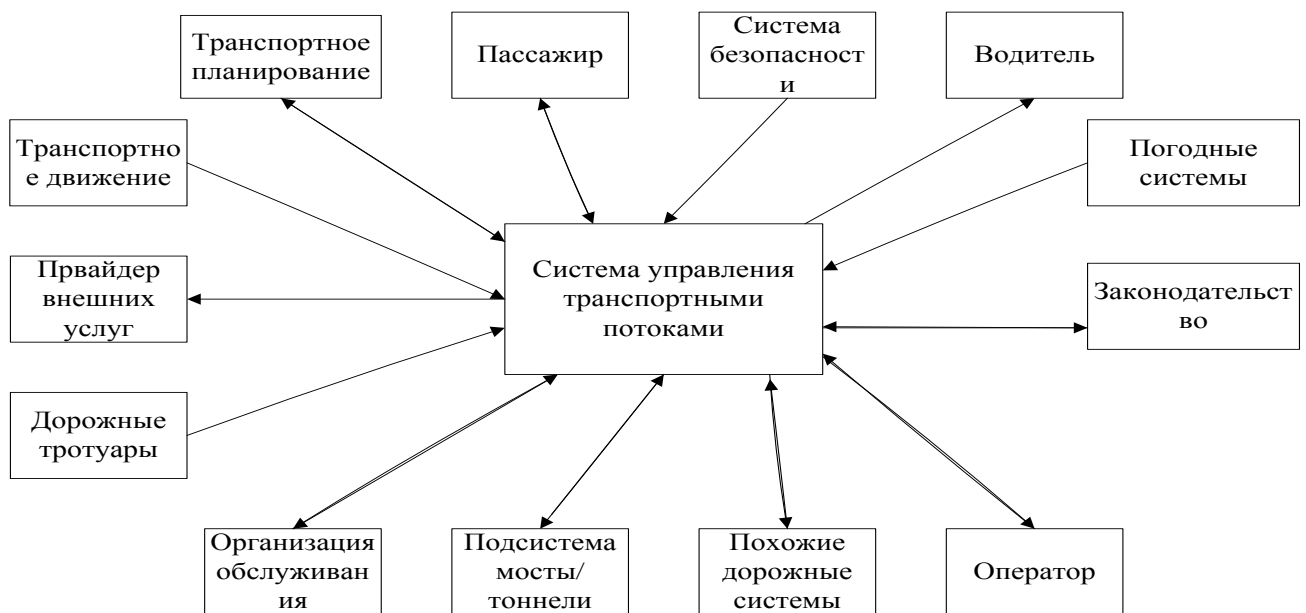 Транспортное
планирование
Пассажир
Система
безопасност
и
Водитель
Транспортно
е движение
Погодные
системы
Првайдер
внешних
услуг
Система управления
транспортными
потоками
Законодательст
во
Дорожные
тротуары
Организация
обслуживан
ия
Подсистема
мосты/
тоннели
Похожие
дорожные
системы
Оператор